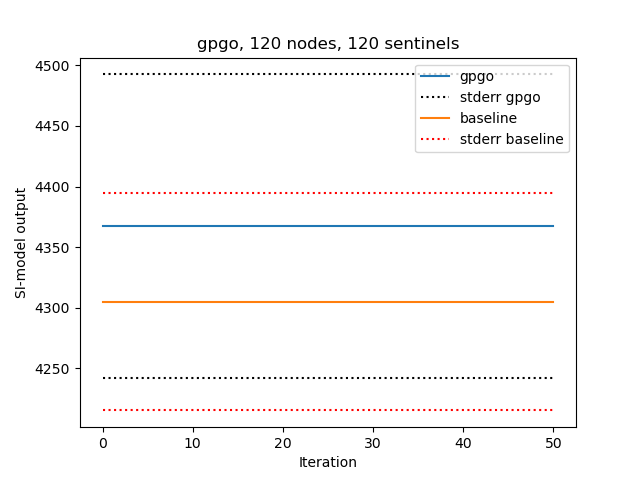 gpgo, 120 nodes, 120 sentinels
4500
4450
4400
4350
4300
4250
SI-model output
gpgo
stderr gpgo
baseline
stderr baseline
0 10 20 30 40 50
Iteration